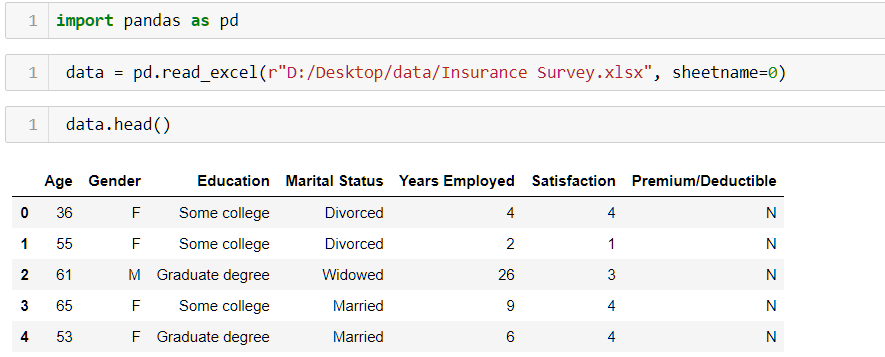 1 import pandas as pd
1 data = pd.read_excel(r"D:/Desktop/data/Insurance Survey.xlsx", sheetname=0)
1 data.head()
Age Gender Education Marital Status Years Employed Satisfaction Premium/Deductible
0 36 F Some college Divorced 4 4 N
1 55 F Some college Divorced 2 1 N
2 61 M Graduate degree Widowed 26 3 N
3 65 F Some college Married 9 4 N
4 53 F Graduate degree Married 6 4 N